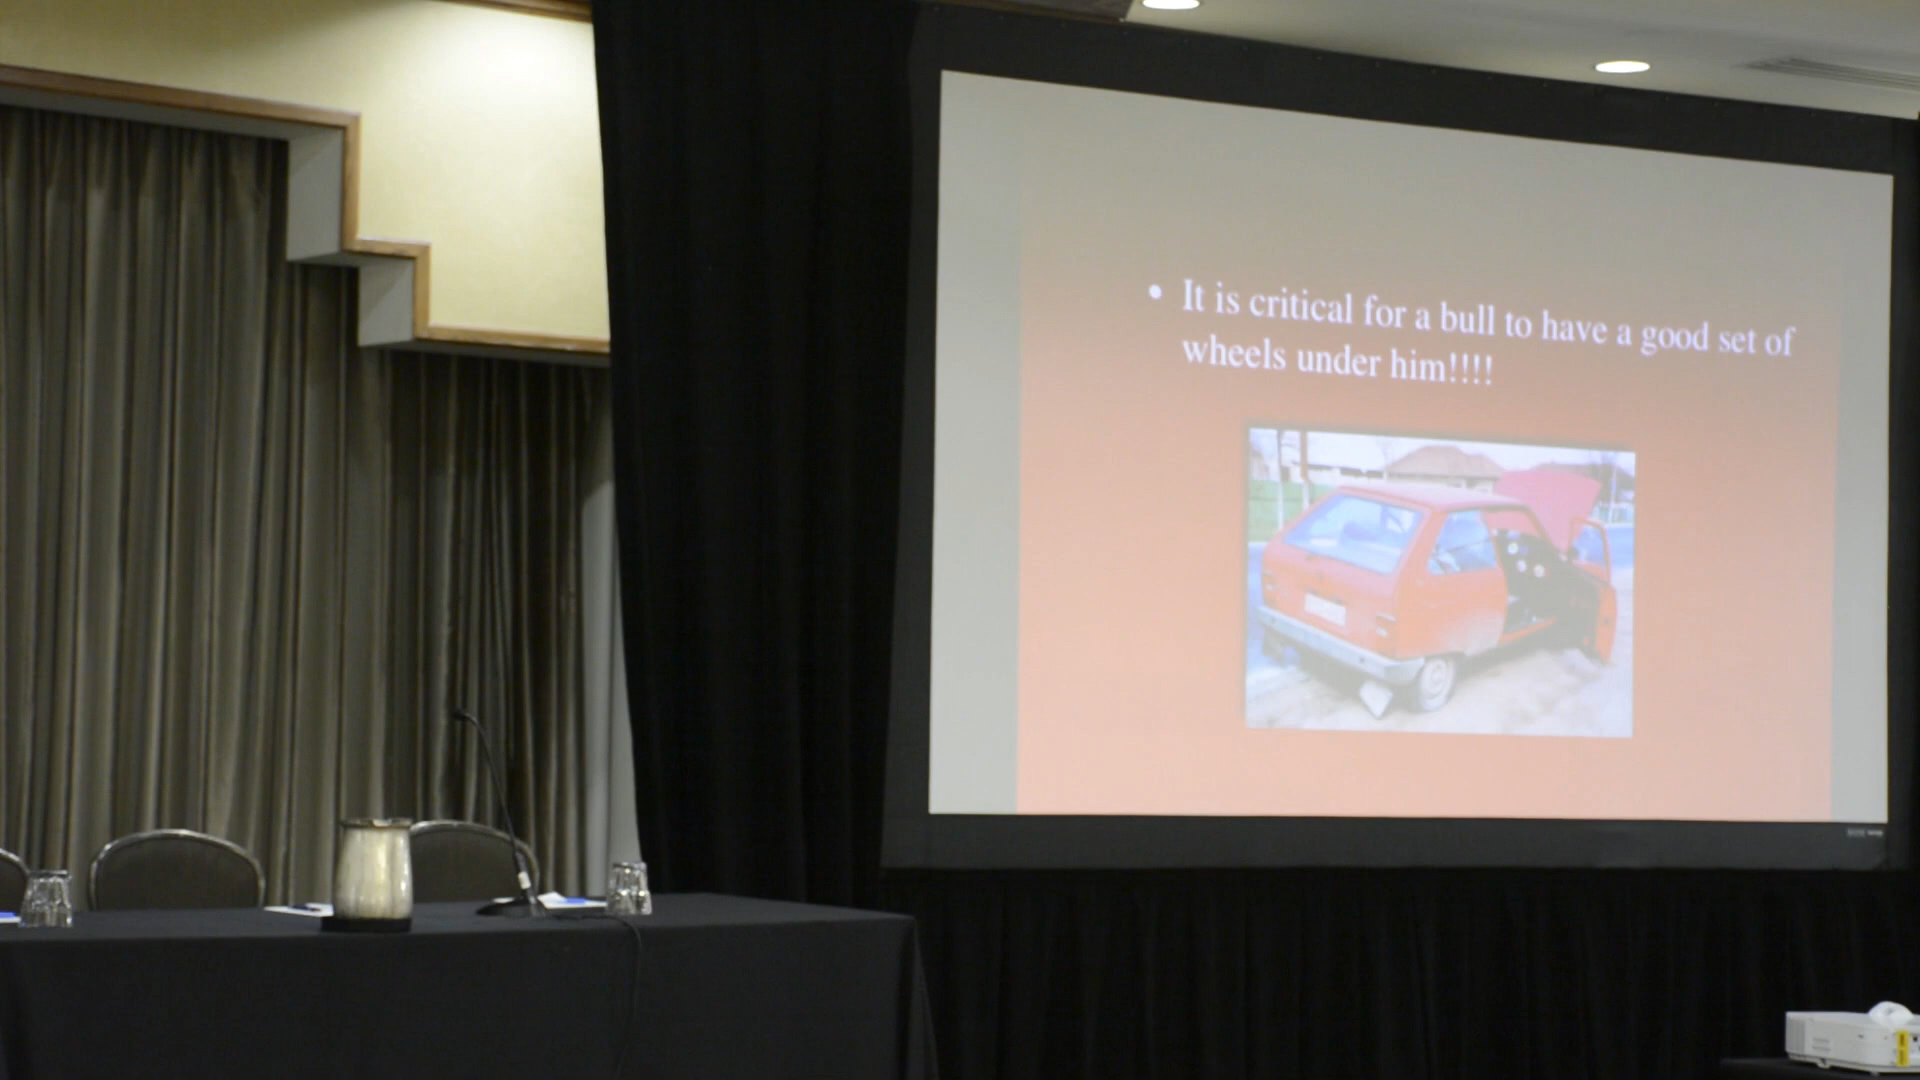 • It is critical for a bull to have a good set of
wheels under him!!!!